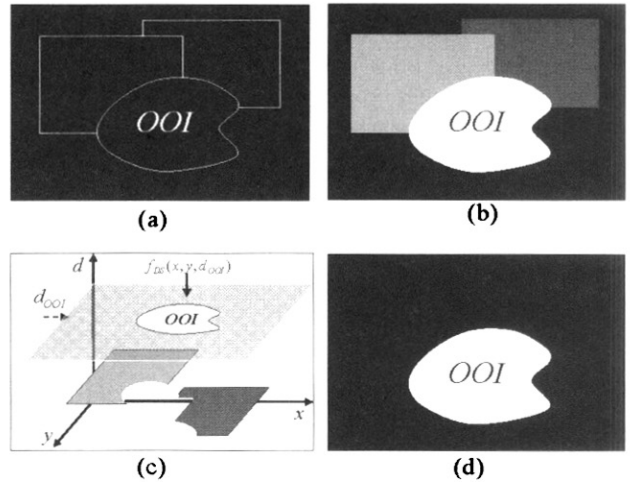 OOI
OOI
(a)
(b)
d
f_DS(x, y, d_OOI)
d_OOI
OOI
x
y
OOI
(c)
(d)